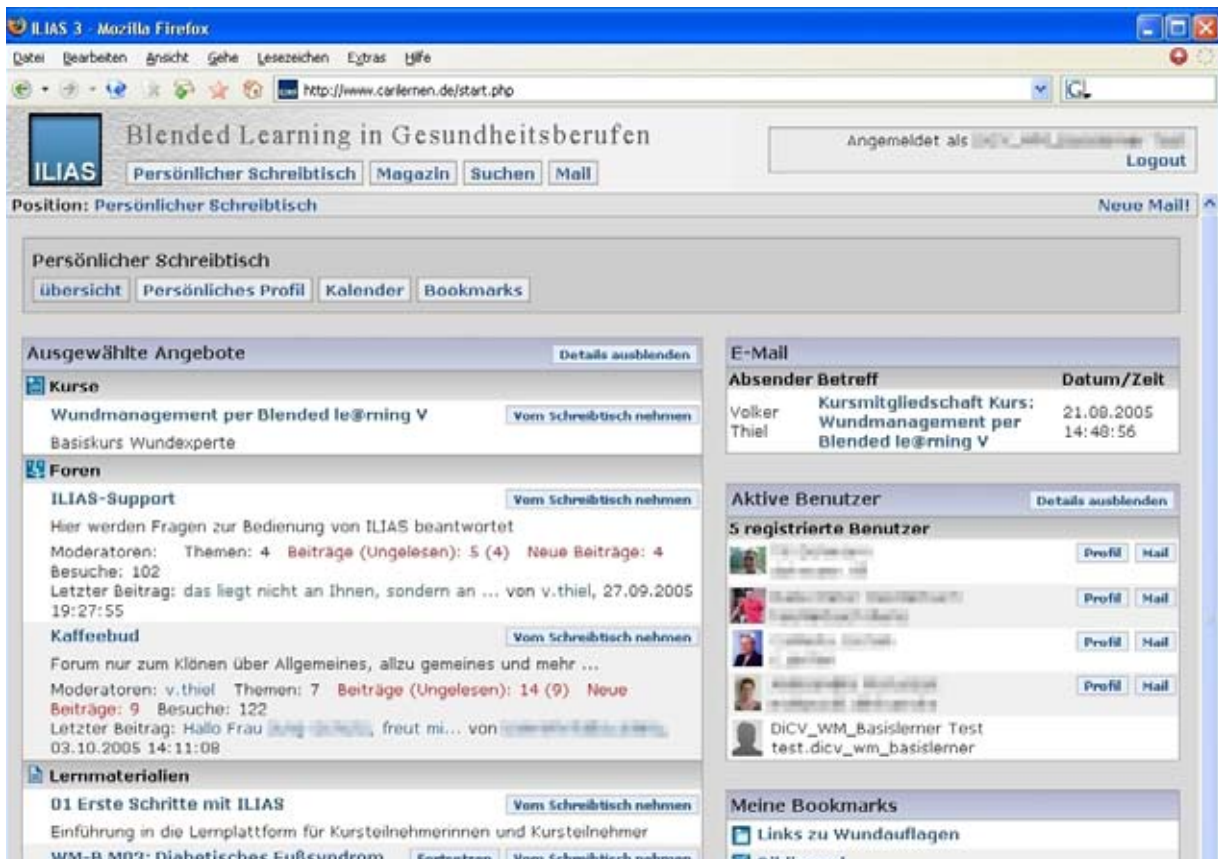 ILIAS 3 - Mozilla Firefox
Datei Bearbeiten Ansicht Gehe Lesezeichen Extras Hilfe
http://www.carilernen.de/start.php
G
ILIAS
Blended Learning in Gesundheitsberufen
Persönlicher Schreibtisch Magazin Suchen Mail
Angemeldet als
Logout
Position: Persönlicher Schreibtisch
Neue Mail!
Persönlicher Schreibtisch
übersicht Persönliches Profil Kalender Bookmarks
Ausgewählte Angebote Details ausblenden
Kurse
Wundmanagement per Blended le@rning V Vom Schreibtisch nehmen
Basiskurs Wundexperte
Foren
ILIAS-Support Vom Schreibtisch nehmen
Hier werden Fragen zur Bedienung von ILIAS beantwortet
Moderatoren: Themen: 4 Beiträge (Ungelesen): 5 (4) Neue Beiträge: 4
Besuche: 102
Letzter Beitrag: das liegt nicht an Ihnen, sondern an ... von v.thiel, 27.09.2005
19:27:55
Kaffeebud Vom Schreibtisch nehmen
Forum nur zum Klönen über Allgemeines, allzu gemeines und mehr ...
Moderatoren: v.thiel Themen: 7 Beiträge (Ungelesen): 14 (9) Neue
Beiträge: 9 Besuche: 122
Letzter Beitrag: Hallo Frau , freut mi... von
03.10.2005 14:11:08
Lernmaterialien
01 Erste Schritte mit ILIAS Vom Schreibtisch nehmen
Einführung in die Lernplattform für Kursteilnehmerinnen und Kursteilnehmer
WM-B M02: Diabetisches Fußsyndrom Fortsetzen Vom Schreibtisch nehmen
E-Mail
Absender Betreff Datum/Zeit
Volker Thiel
Kursmitgliedschaft Kurs:
Wundmanagement per
Blended le@rning V
21.08.2005
14:48:56
Aktive Benutzer Details ausblenden
5 registrierte Benutzer
Profil Mail
Profil Mail
Profil Mail
Profil Mail
DiCV_WM_Basislerner Test
test.dicv_wm_basislerner
Meine Bookmarks
Links zu Wundauflagen